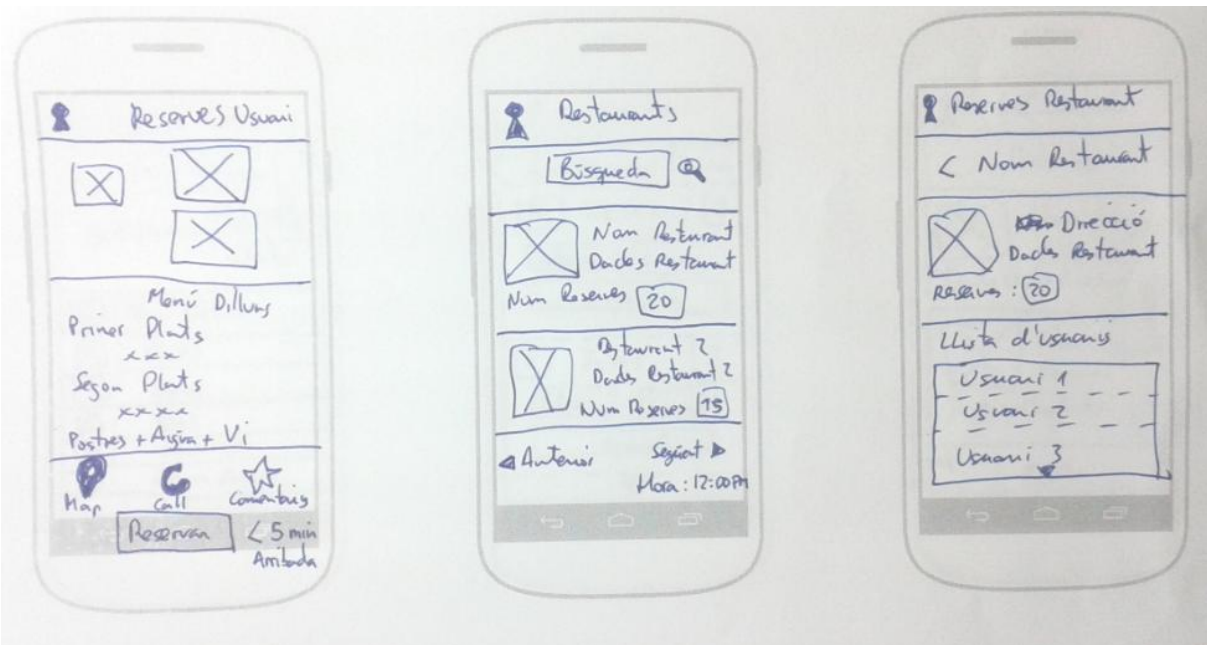 Reserves Usuari
Menú Dilluns
Primer Plats
xxx
Segon Plats
xxxx
Postres + Aigua + Vi
Map
Call
Comentaris
Reservar
< 5 min
Arribada
Restaurants
Búsqueda
Nom Restaurant
Dades Restaurant
Num Reserves 20
Restaurant 2
Dades Restaurant 2
Num Reserves 15
Anterior
Següent
Hora: 12:00 PM
Reserves Restaurant
< Nom Restaurant
Direcció
Dades Restaurant
Reserves: 20
Llista d'usuaris
Usuari 1
Usuari 2
Usuari 3